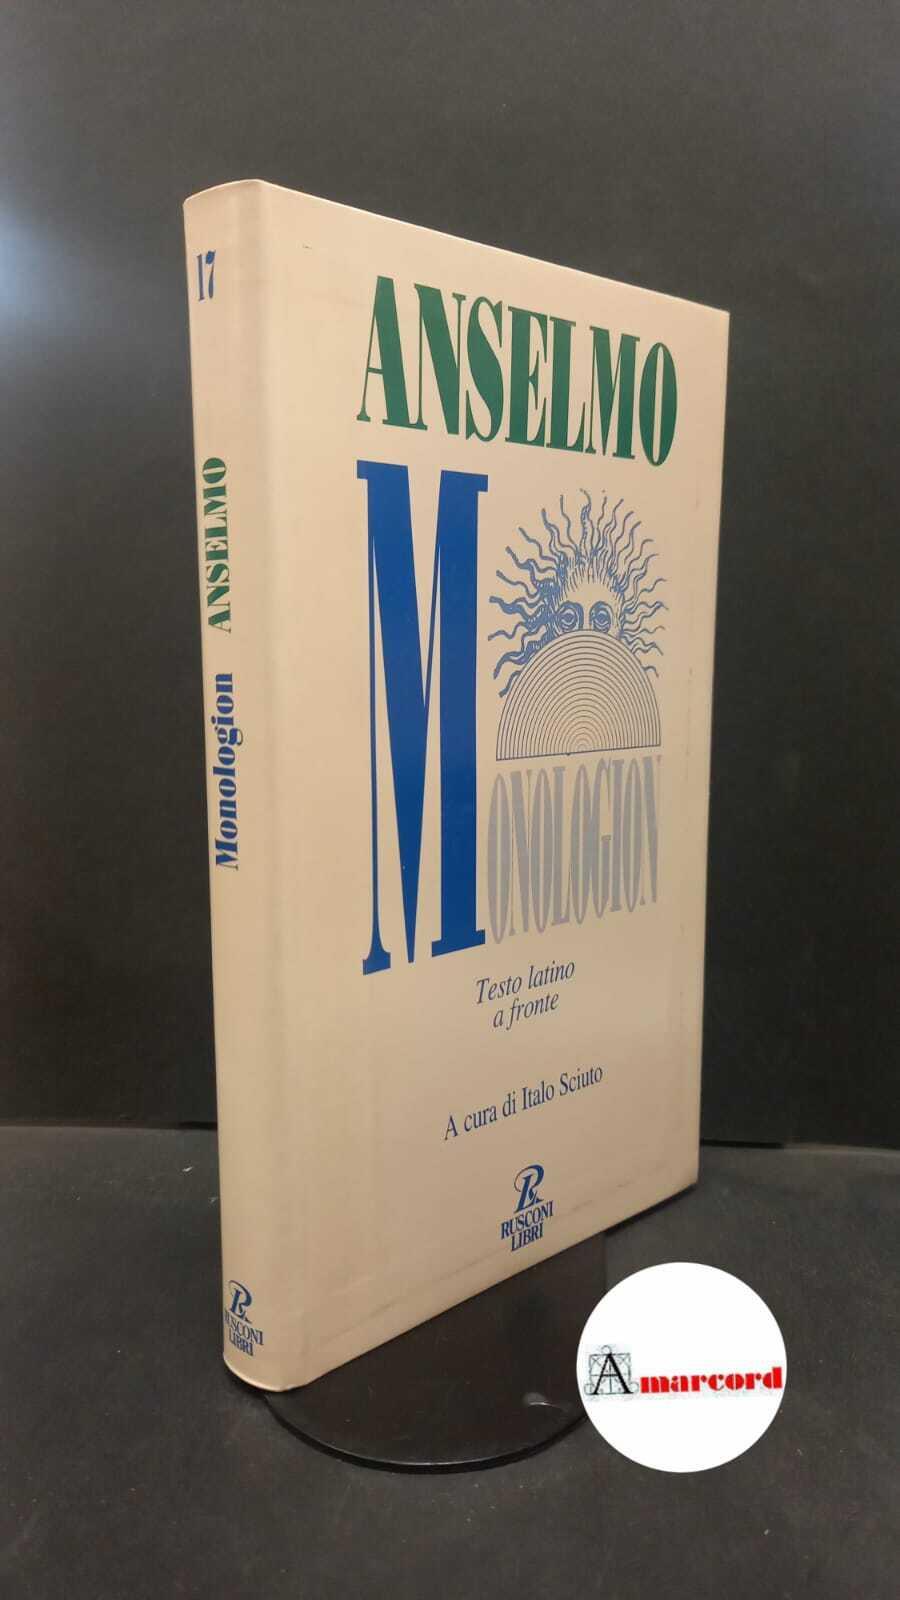 17
ANSELMO
Monologion
RUSCONI
LIBRI
ANSELMO
MONOLOGION
Testo latino
a fronte
A cura di Italo Sciuto
RUSCONI
LIBRI
Amarcord